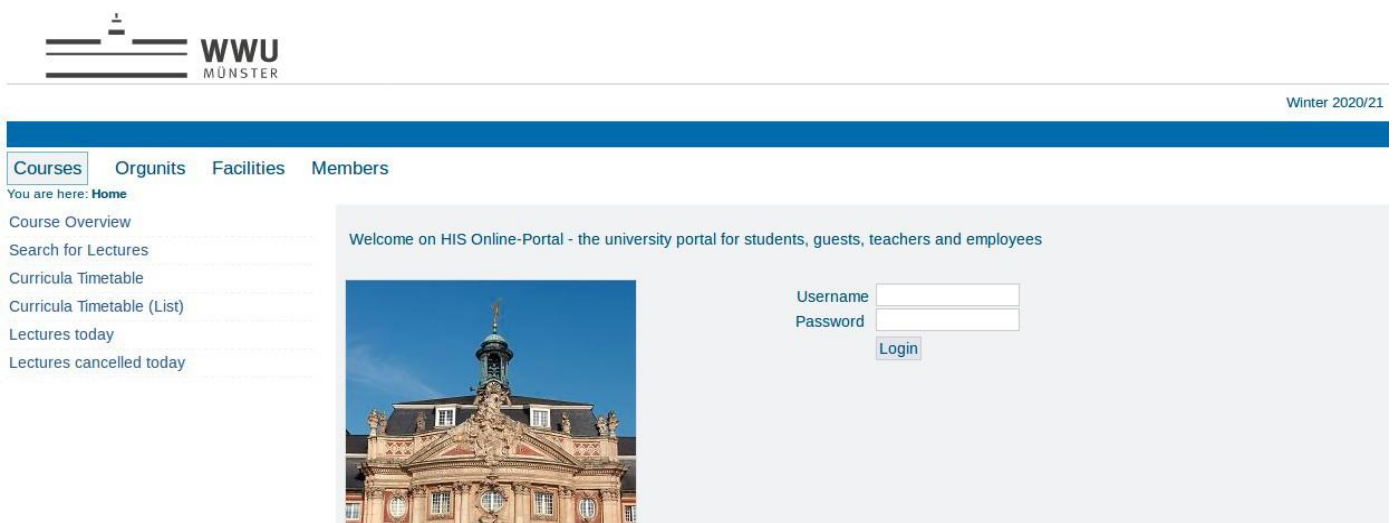 WWU
MÜNSTER
Winter 2020/21
Courses Orgunits Facilities Members
You are here: Home
Course Overview
Search for Lectures
Curricula Timetable
Curricula Timetable (List)
Lectures today
Lectures cancelled today
Welcome on HIS Online-Portal - the university portal for students, guests, teachers and employees
Username
Password
Login